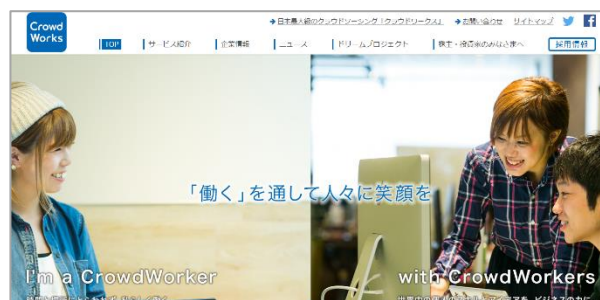 Crowd
Works
日本最大級のクラウドソーシング「クラウドワークス」
お問い合わせ
サイトマップ
TOP
サービス紹介
企業情報
ニュース
ドリームプロジェクト
株主・投資家のみなさまへ
採用情報
「働く」を通して人々に笑顔を
I'm a CrowdWorker
with CrowdWorkers